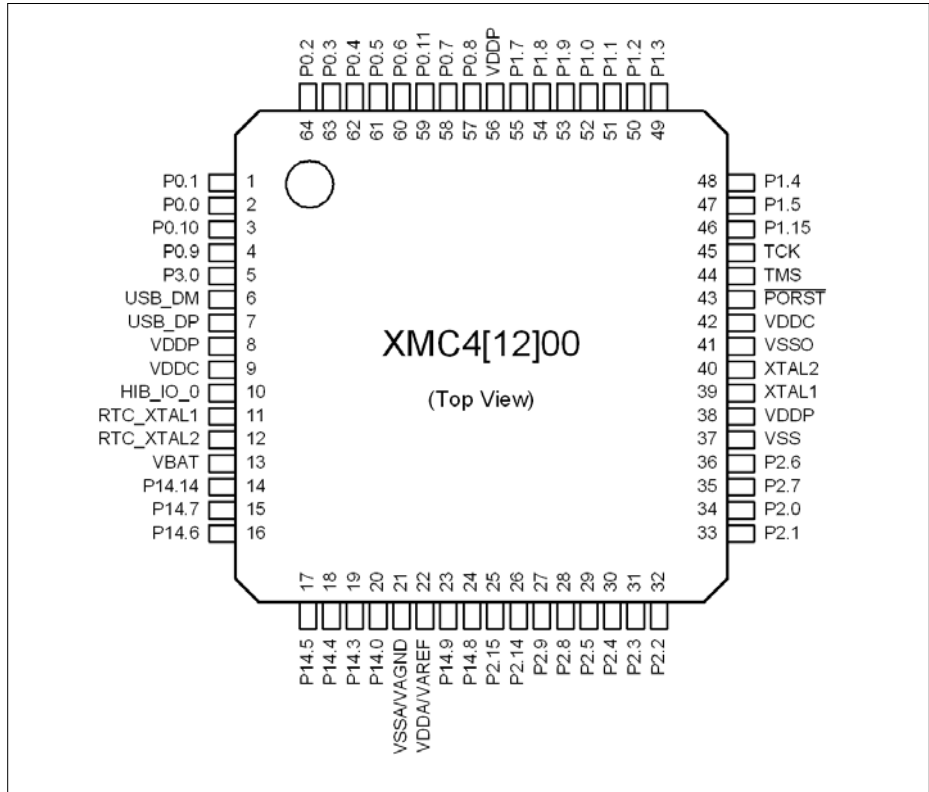 P0.2 P0.3 P0.4 P0.5 P0.6 P0.11 P0.7 P0.8 VDDP P1.7 P1.8 P1.9 P1.0 P1.1 P1.2 P1.3
64 63 62 61 60 59 58 57 56 55 54 53 52 51 50 49
P0.1 1 48 P1.4
P0.0 2 47 P1.5
P0.10 3 46 P1.15
P0.9 4 45 TCK
P3.0 5 44 TMS
USB_DM 6 43 PORST
USB_DP 7 42 VDDC
VDDP 8 41 VSSO
VDDC 9 40 XTAL2
HIB_IO_0 10 39 XTAL1
RTC_XTAL1 11 38 VDDP
RTC_XTAL2 12 37 VSS
VBAT 13 36 P2.6
P14.14 14 35 P2.7
P14.7 15 34 P2.0
P14.6 16 33 P2.1
XMC4[12]00
(Top View)
17 18 19 20 21 22 23 24 25 26 27 28 29 30 31 32
P14.5 P14.4 P14.3 P14.0 VSSA/VAGND VDDA/VAREF P14.9 P14.8 P2.15 P2.14 P2.9 P2.8 P2.5 P2.4 P2.3 P2.2